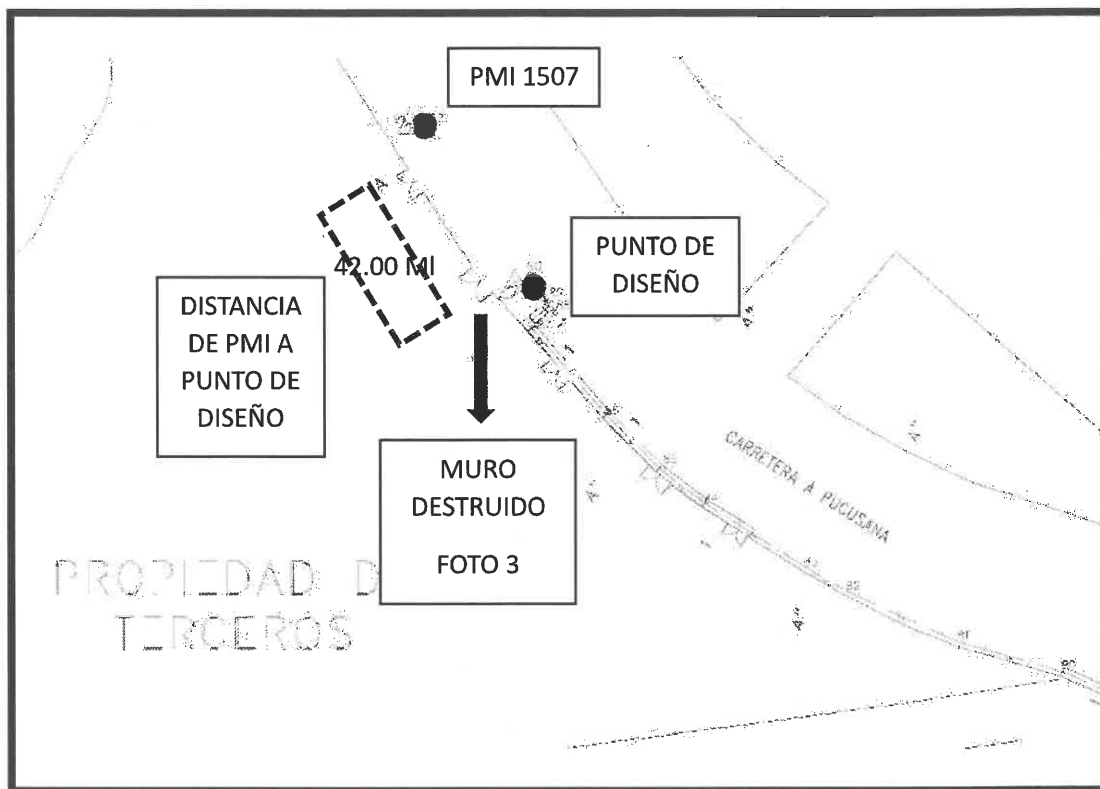 PMI 1507
PUNTO DE
DISEÑO
42.00 Ml
DISTANCIA
DE PMI A
PUNTO DE
DISEÑO
MURO
DESTRUIDO
FOTO 3
CARRETERA A PUCUSANA
PROPIEDAD D
TERCEROS